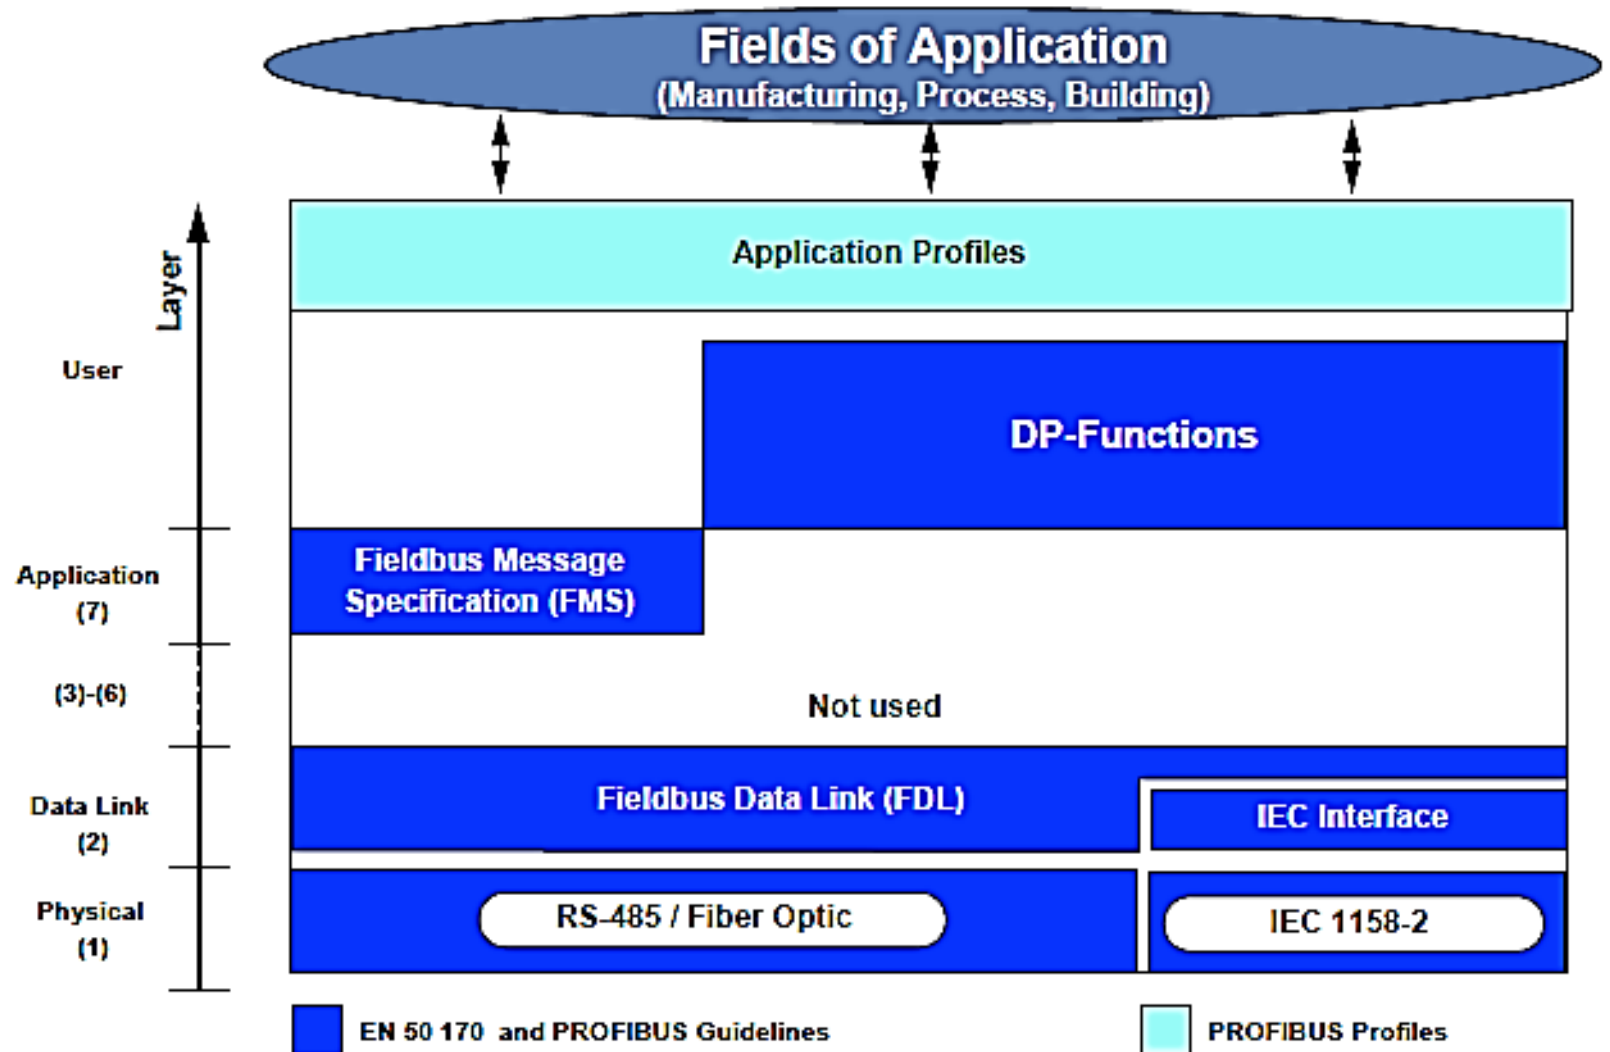 Fields of Application
(Manufacturing, Process, Building)
Layer
Application Profiles
User
DP-Functions
Application
(7)
Fieldbus Message
Specification (FMS)
(3)-(6)
Not used
Data Link
(2)
Fieldbus Data Link (FDL)
IEC Interface
Physical
(1)
RS-485 / Fiber Optic
IEC 1158-2
EN 50 170 and PROFIBUS Guidelines
PROFIBUS Profiles